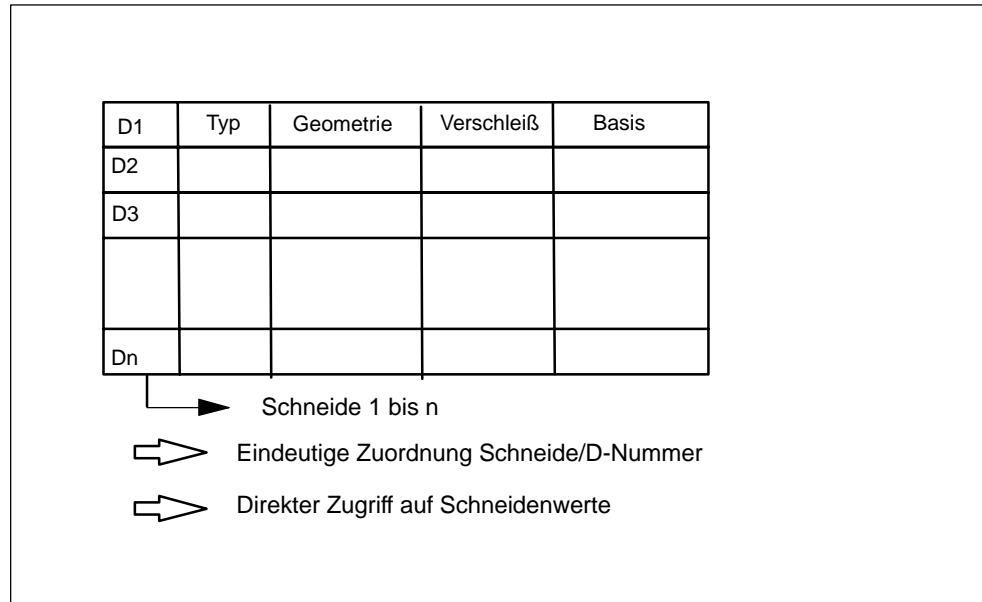 D1 Typ Geometrie Verschleiß Basis
D2
D3
Dn
Schneide 1 bis n
Eindeutige Zuordnung Schneide/D-Nummer
Direkter Zugriff auf Schneidenwerte